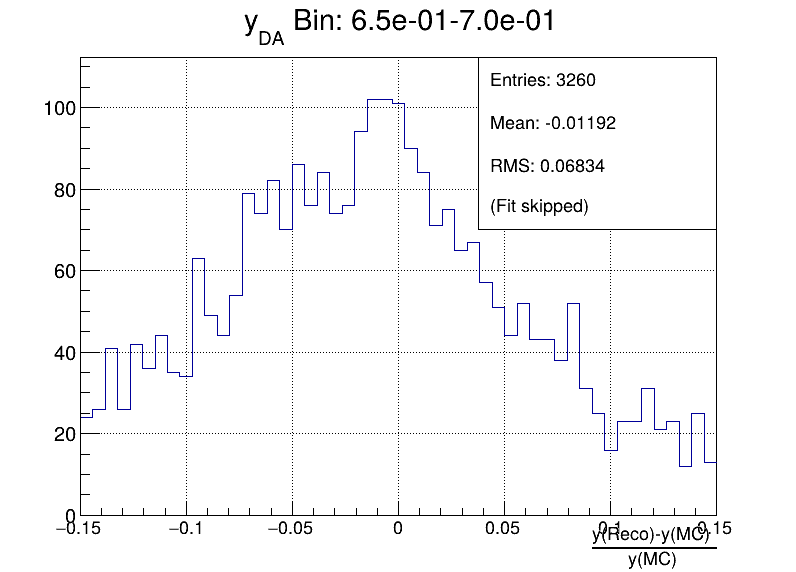 y_DA Bin: 6.5e-01-7.0e-01
Entries: 3260
Mean: -0.01192
RMS: 0.06834
(Fit skipped)
100
80
60
40
20
0
−0.15 −0.1 −0.05 0 0.05 0.1 0.15
y(Reco)-y(MC)
y(MC)